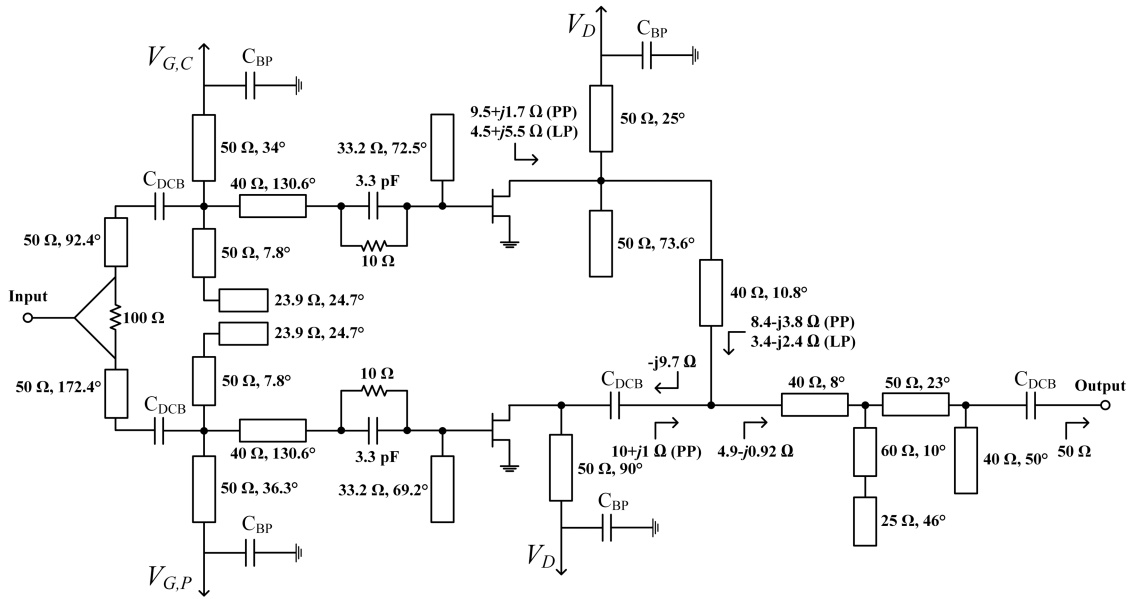 V_D
C_BP
V_G,C
C_BP
50 Ω, 25°
9.5+j1.7 Ω (PP)
4.5+j5.5 Ω (LP)
50 Ω, 34°
33.2 Ω, 72.5°
C_DCB
40 Ω, 130.6°
3.3 pF
50 Ω, 92.4°
50 Ω, 7.8°
10 Ω
50 Ω, 73.6°
40 Ω, 10.8°
Input
23.9 Ω, 24.7°
100 Ω
23.9 Ω, 24.7°
8.4-j3.8 Ω (PP)
3.4-j2.4 Ω (LP)
-j9.7 Ω
50 Ω, 172.4°
50 Ω, 7.8°
10 Ω
C_DCB
40 Ω, 8°
50 Ω, 23°
C_DCB
Output
C_DCB
40 Ω, 130.6°
3.3 pF
10+j1 Ω (PP)
4.9-j0.92 Ω
50 Ω
50 Ω, 36.3°
33.2 Ω, 69.2°
50 Ω, 90°
60 Ω, 10°
40 Ω, 50°
C_BP
C_BP
25 Ω, 46°
V_D
V_G,P